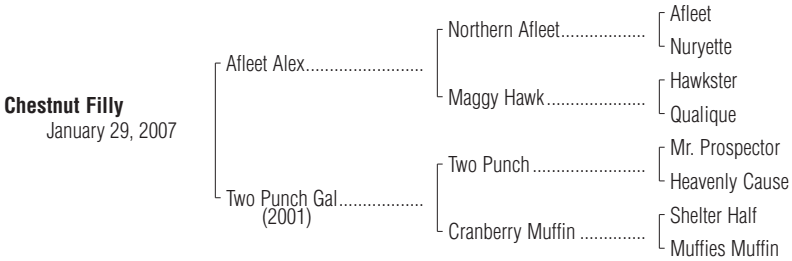 Afleet
Northern Afleet...................
Nuryette
Afleet Alex.........................
Hawkster
Maggy Hawk.....................
Qualique
Chestnut Filly
January 29, 2007
Mr. Prospector
Two Punch........................
Heavenly Cause
Two Punch Gal..................
(2001)
Shelter Half
Cranberry Muffin ..............
Muffies Muffin